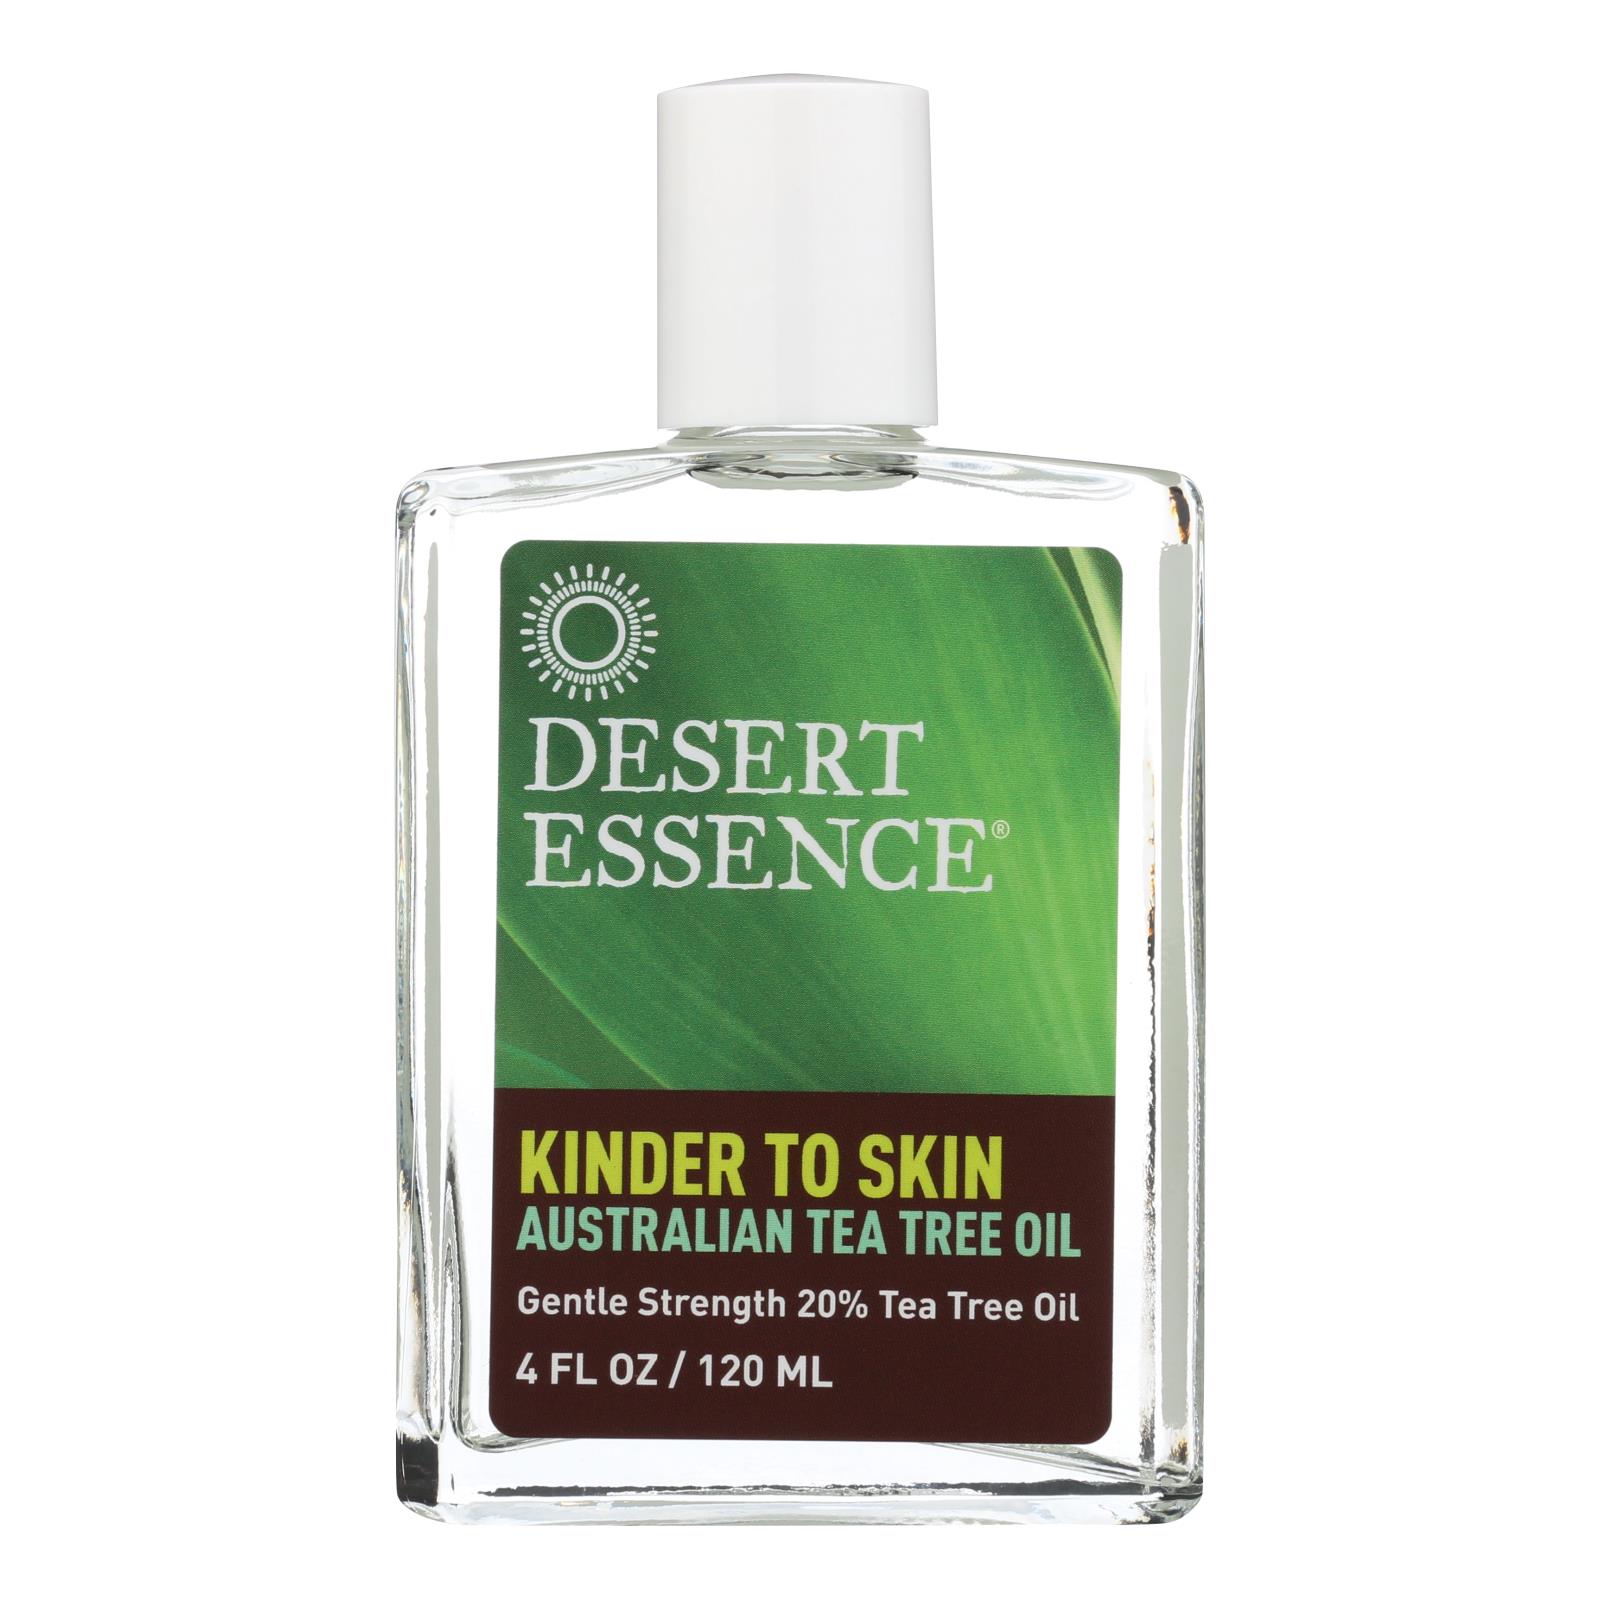 DESERT
ESSENCE®
KINDER TO SKIN
AUSTRALIAN TEA TREE OIL
Gentle Strength 20% Tea Tree Oil
4 FL OZ / 120 ML